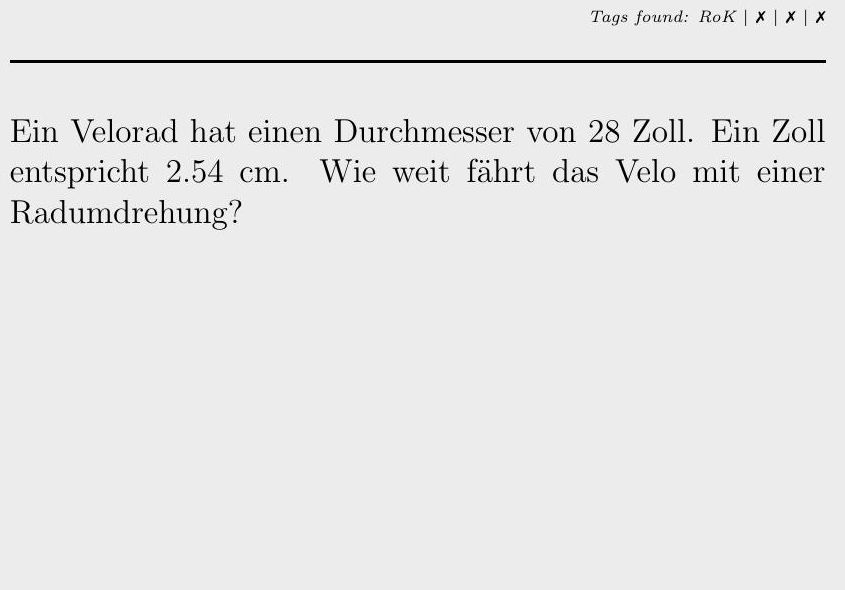 Tags found: RoK | ✗ | ✗ | ✗
Ein Velorad hat einen Durchmesser von 28 Zoll. Ein Zoll
entspricht 2.54 cm. Wie weit fährt das Velo mit einer
Radumdrehung?